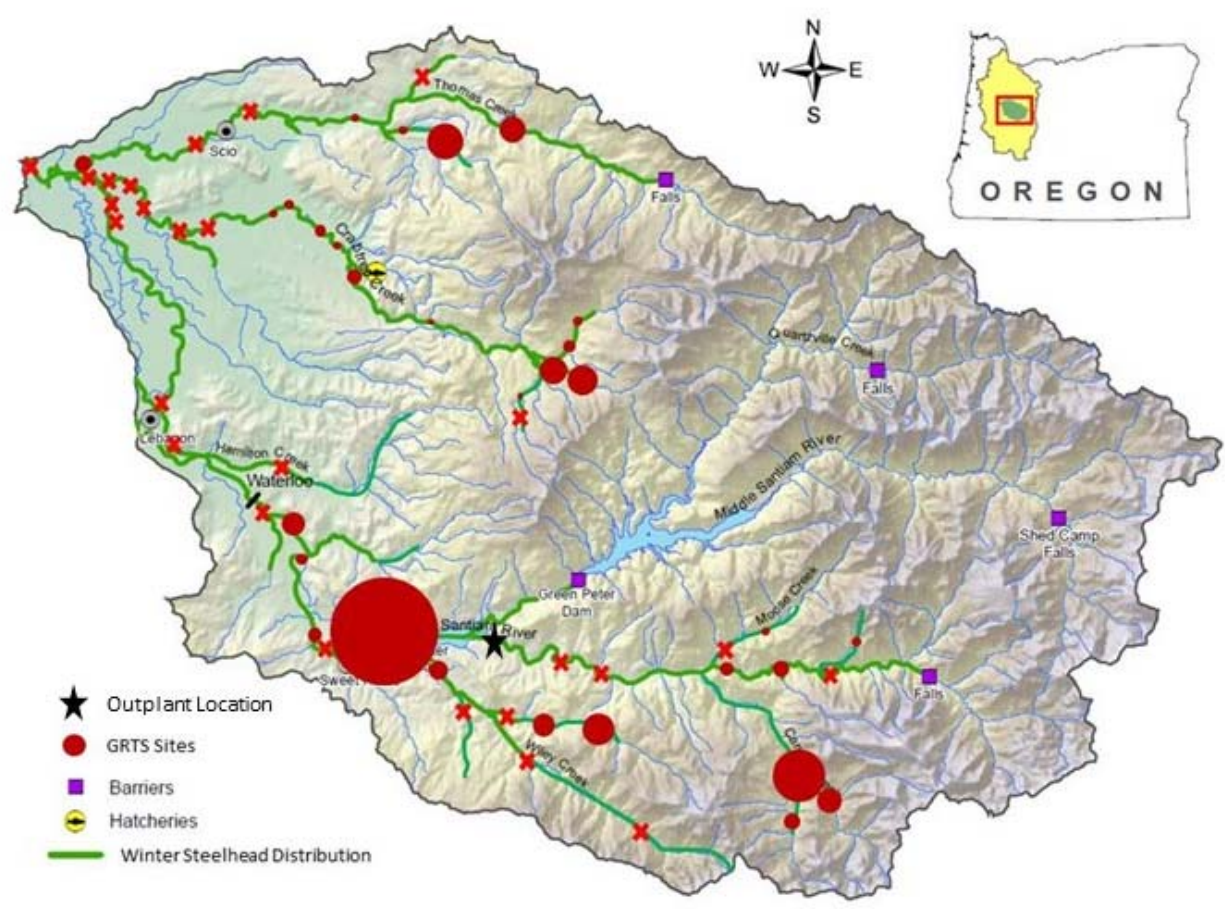 N
W E
S
OREGON
Thomas Creek
Scio
Falls
Crabtree Creek
Quartzville Creek
Falls
Lebanon
Hamilton Creek
Waterloo
Middle Santiam River
Shed Camp
Falls
Green Peter
Dam
Moose Creek
Santiam River
Sweet
Falls
Wiley Creek
Outplant Location
GRTS Sites
Barriers
Hatcheries
Winter Steelhead Distribution